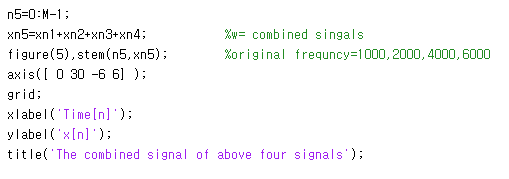 n5=0:M-1;
xn5=xn1+xn2+xn3+xn4; %w= combined singals
figure(5),stem(n5,xn5); %original frequncy=1000,2000,4000,6000
axis([ 0 30 -6 6] );
grid;
xlabel('Time[n]');
ylabel('x[n]');
title('The combined signal of above four signals');